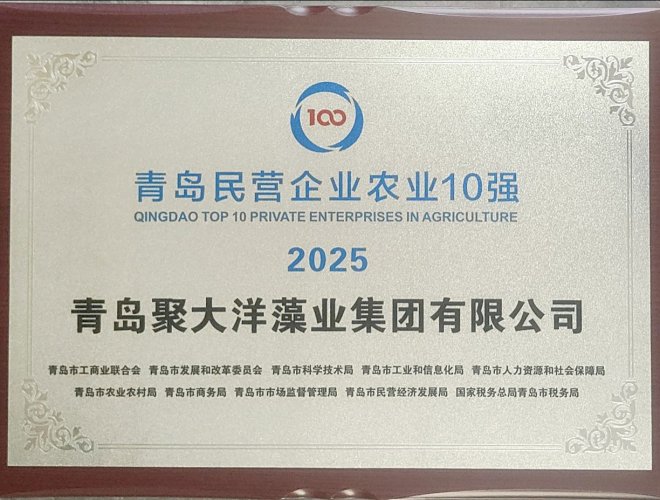 100
青岛民营企业农业10强
QINGDAO TOP 10 PRIVATE ENTERPRISES IN AGRICULTURE
2025
青岛聚大洋藻业集团有限公司
青岛市工商业联合会 青岛市发展和改革委员会 青岛市科学技术局 青岛市工业和信息化局 青岛市人力资源和社会保障局
青岛市农业农村局 青岛市商务局 青岛市市场监督管理局 青岛市民营经济发展局 国家税务总局青岛市税务局